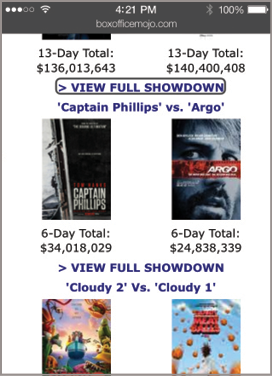 4:21 PM 100%
boxofficemojo.com
13-Day Total: 13-Day Total:
$136,013,643 $140,400,408
> VIEW FULL SHOWDOWN
'Captain Phillips' vs. 'Argo'
TOM HANKS
CAPTAIN
PHILLIPS
ARGO
6-Day Total: 6-Day Total:
$34,018,029 $24,838,339
> VIEW FULL SHOWDOWN
'Cloudy 2' Vs. 'Cloudy 1'